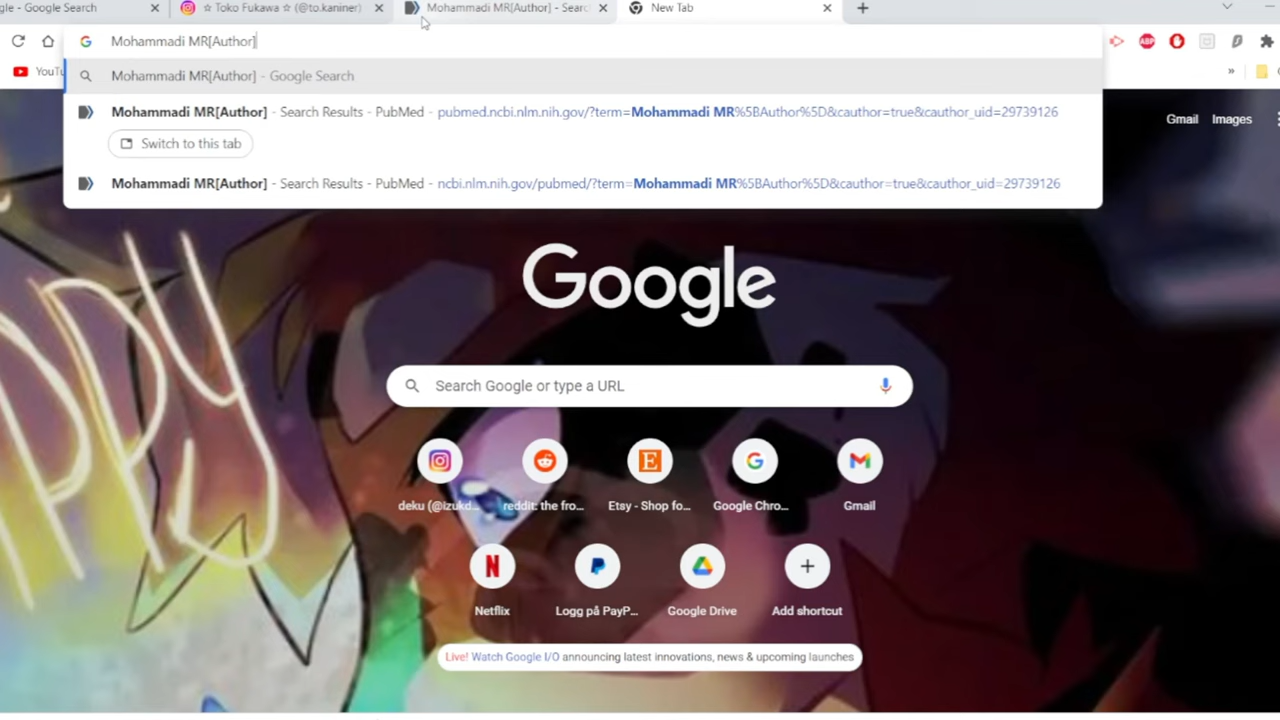 gle - Google Search
☆ Toko Fukawa ☆ (@to.kaniner)
Mohammadi MR[Author] - Searc
New Tab
Mohammadi MR[Author]
ABP
YouTu
»
Mohammadi MR[Author] - Google Search
Mohammadi MR[Author] - Search Results - PubMed - pubmed.ncbi.nlm.nih.gov/?term=Mohammadi MR%5BAuthor%5D&cauthor=true&cauthor_uid=29739126
Switch to this tab
Mohammadi MR[Author] - Search Results - PubMed - ncbi.nlm.nih.gov/pubmed/?term=Mohammadi MR%5BAuthor%5D&cauthor=true&cauthor_uid=29739126
Gmail Images
PPY
Google
Search Google or type a URL
deku (@izukd...
reddit: the fro...
Etsy - Shop fo...
Google Chro...
Gmail
Netflix
Logg på PayP...
Google Drive
Add shortcut
Live! Watch Google I/O announcing latest innovations, news & upcoming launches